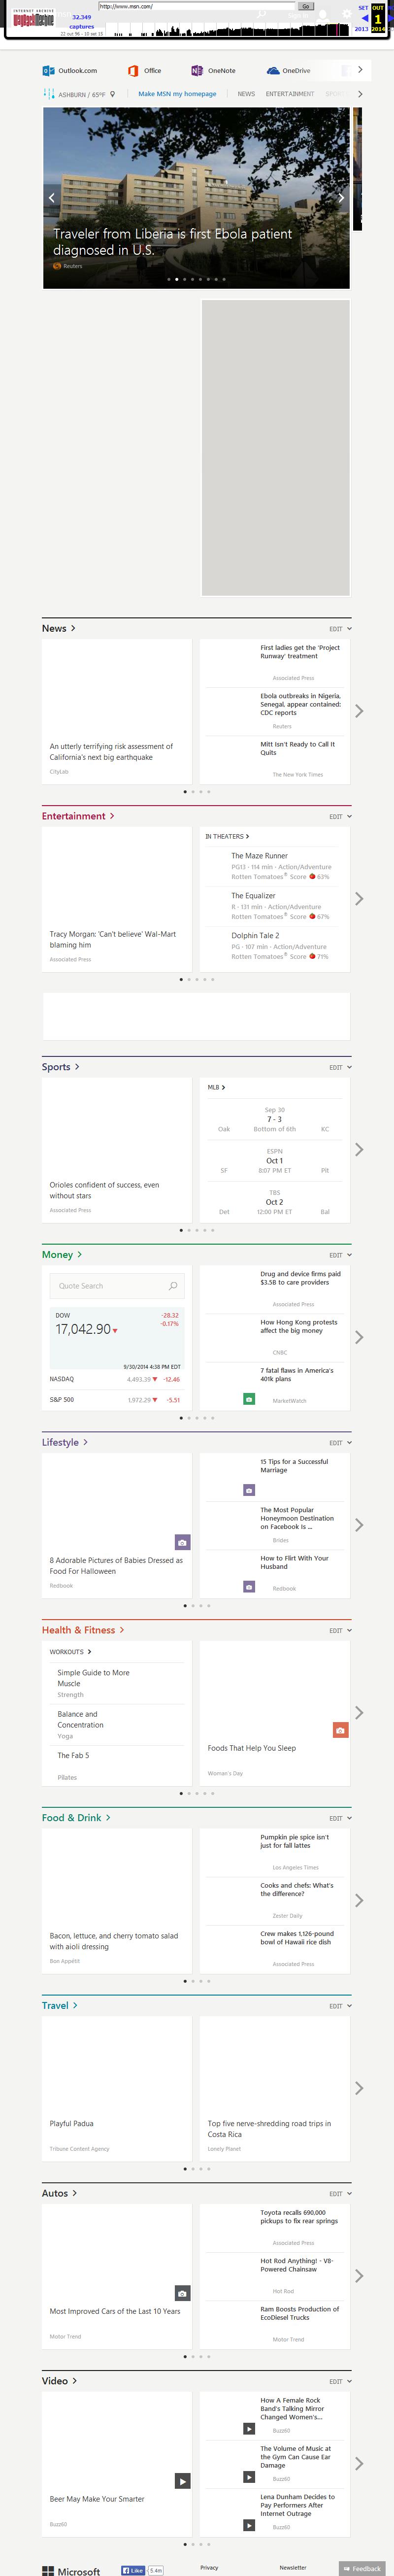 INTERNET ARCHIVE
http://www.msn.com/
Go
32,349
captures
22 oct 96 - 10 oct 15
SET
OUT
1
2013
2014
Outlook.com
Office
OneNote
OneDrive
ASHBURN / 65°F
Make MSN my homepage
NEWS
ENTERTAINMENT
Traveler from Liberia is first Ebola patient
diagnosed in U.S.
Reuters
News
EDIT
First ladies get the 'Project
Runway' treatment
Associated Press
Ebola outbreaks in Nigeria,
Senegal, appear contained:
CDC reports
Reuters
Mitt Isn't Ready to Call It
Quits
The New York Times
An utterly terrifying risk assessment of
California's next big earthquake
CityLab
Entertainment
EDIT
IN THEATERS
The Maze Runner
PG13 · 114 min · Action/Adventure
Rotten Tomatoes® Score 63%
The Equalizer
R · 131 min · Action/Adventure
Rotten Tomatoes® Score 67%
Dolphin Tale 2
PG · 107 min · Action/Adventure
Rotten Tomatoes® Score 71%
Tracy Morgan: 'Can't believe' Wal-Mart
blaming him
Associated Press
Sports
EDIT
MLB
Sep 30
7 - 3
Oak Bottom of 6th KC
ESPN
Oct 1
SF 8:07 PM ET Pit
TBS
Oct 2
Det 12:00 PM ET Bal
Orioles confident of success, even
without stars
Associated Press
Money
EDIT
Quote Search
DOW
-28.32
17,042.90
-0.17%
9/30/2014 4:38 PM EDT
NASDAQ 4,493.39 -12.46
S&P 500 1,972.29 -5.51
Drug and device firms paid
$3.5B to care providers
Associated Press
How Hong Kong protests
affect the big money
CNBC
7 fatal flaws in America's
401k plans
MarketWatch
Lifestyle
EDIT
15 Tips for a Successful
Marriage
The Most Popular
Honeymoon Destination
on Facebook Is ...
Brides
How to Flirt With Your
Husband
Redbook
8 Adorable Pictures of Babies Dressed as
Food For Halloween
Redbook
Health & Fitness
EDIT
WORKOUTS
Simple Guide to More
Muscle
Strength
Balance and
Concentration
Yoga
The Fab 5
Pilates
Foods That Help You Sleep
Woman's Day
Food & Drink
EDIT
Pumpkin pie spice isn't
just for fall lattes
Los Angeles Times
Cooks and chefs: What's
the difference?
Zester Daily
Crew makes 1,126-pound
bowl of Hawaii rice dish
Associated Press
Bacon, lettuce, and cherry tomato salad
with aioli dressing
Bon Appétit
Travel
EDIT
Playful Padua
Tribune Content Agency
Top five nerve-shredding road trips in
Costa Rica
Lonely Planet
Autos
EDIT
Toyota recalls 690,000
pickups to fix rear springs
Associated Press
Hot Rod Anything! - V8-
Powered Chainsaw
Hot Rod
Ram Boosts Production of
EcoDiesel Trucks
Motor Trend
Most Improved Cars of the Last 10 Years
Motor Trend
Video
EDIT
How A Female Rock
Band's Talking Mirror
Changed Women's...
Buzz60
The Volume of Music at
the Gym Can Cause Ear
Damage
Buzz60
Lena Dunham Decides to
Pay Performers After
Internet Outrage
Buzz60
Beer May Make Your Smarter
Buzz60
Microsoft
Like
5.4m
Privacy
Newsletter
Feedback